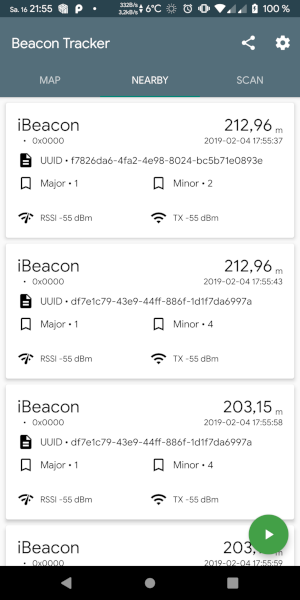 Sa. 16 21:55 P • 332B/s 3,2kB/s 6°C 100 %
Beacon Tracker
MAP NEARBY SCAN
iBeacon 212,96 m
• 0x0000 2019-02-04 17:55:37
UUID • f7826da6-4fa2-4e98-8024-bc5b71e0893e
Major • 1 Minor • 2
RSSI -55 dBm TX -55 dBm
iBeacon 212,96 m
• 0x0000 2019-02-04 17:55:43
UUID • df7e1c79-43e9-44ff-886f-1d1f7da6997a
Major • 1 Minor • 4
RSSI -55 dBm TX -55 dBm
iBeacon 203,15 m
• 0x0000 2019-02-04 17:55:58
UUID • df7e1c79-43e9-44ff-886f-1d1f7da6997a
Major • 1 Minor • 4
RSSI -55 dBm TX -55 dBm
iBeacon m
• 0x0000 2019-02-04 17:55:59